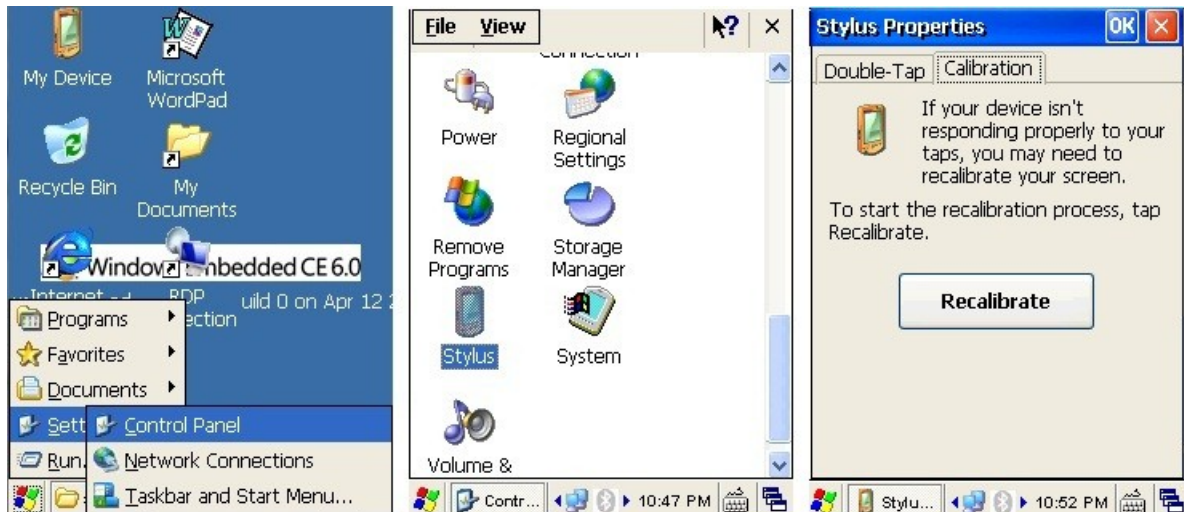 My Device
Microsoft
WordPad
Recycle Bin
My
Documents
Embedded CE 6.0
Internet
RDP
uild 0 on Apr 12
ection
Programs
Favorites
Documents
Sett
Control Panel
Run.
Network Connections
Taskbar and Start Menu...
File View
Connection
Power
Regional
Settings
Remove
Programs
Storage
Manager
Stylus
System
Volume &
Contr...
10:47 PM
Stylus Properties
OK
Double-Tap
Calibration
If your device isn't
responding properly to your
taps, you may need to
recalibrate your screen.
To start the recalibration process, tap
Recalibrate.
Recalibrate
Stylu...
10:52 PM